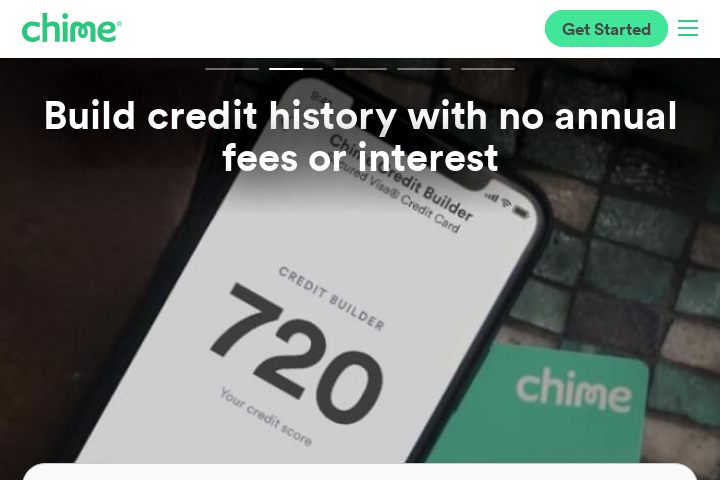 chime®
Get Started
Build credit history with no annual
fees or interest
Chime Credit Builder
cured Visa® Credit Card
CREDIT BUILDER
720
Your credit score
chime